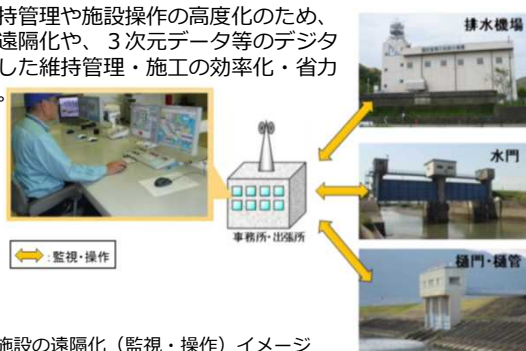 持管理や施設操作の高度化のため、
遠隔化や、３次元データ等のデジタ
した維持管理・施工の効率化・省力
。
排水機場
水門
事務所・出張所
：監視・操作
樋門・樋管
施設の遠隔化（監視・操作）イメージ